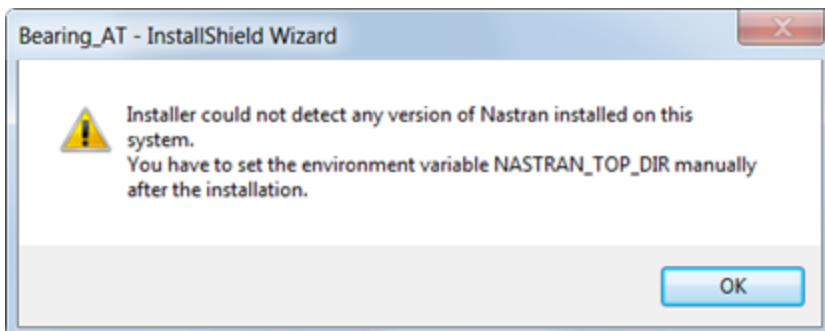 Bearing_AT - InstallShield Wizard
Installer could not detect any version of Nastran installed on this
system.
You have to set the environment variable NASTRAN_TOP_DIR manually
after the installation.
OK